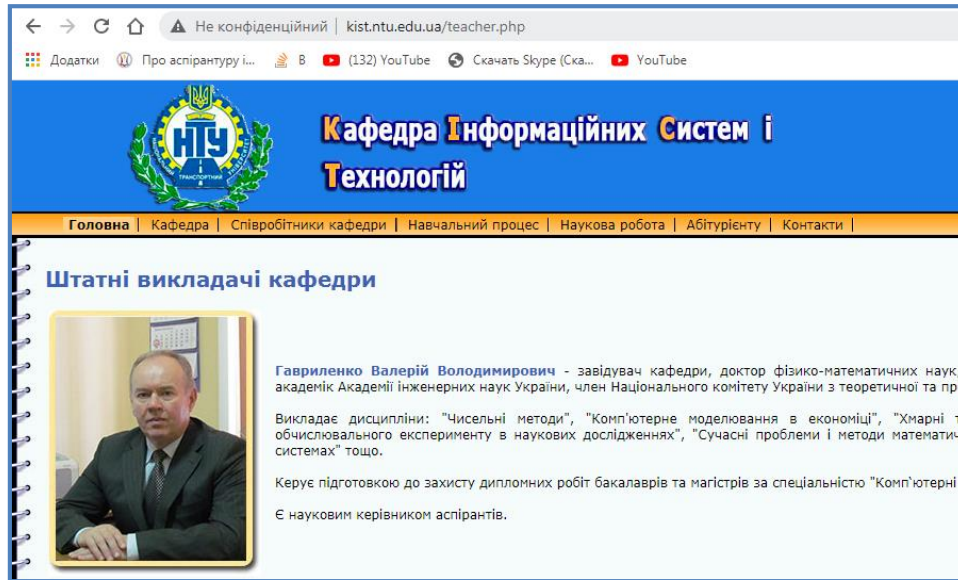 Не конфіденційний | kist.ntu.edu.ua/teacher.php
Додатки Про аспірантуру і... В (132) YouTube Скачать Skype (Ска... YouTube
НТУ
ТРАНСПОРТНИЙ
Кафедра Інформаційних Систем і
Технологій
Головна | Кафедра | Співробітники кафедри | Навчальний процес | Наукова робота | Абітурієнту | Контакти |
Штатні викладачі кафедри
Гавриленко Валерій Володимирович - завідувач кафедри, доктор фізико-математичних наук,
академік Академії інженерних наук України, член Національного комітету України з теоретичної та пр
Викладає дисципліни: "Чисельні методи", "Комп'ютерне моделювання в економіці", "Хмарні т
обчислювального експерименту в наукових дослідженнях", "Сучасні проблеми і методи математич
системах" тощо.
Керує підготовкою до захисту дипломних робіт бакалаврів та магістрів за спеціальністю "Комп`ютерні
Є науковим керівником аспірантів.